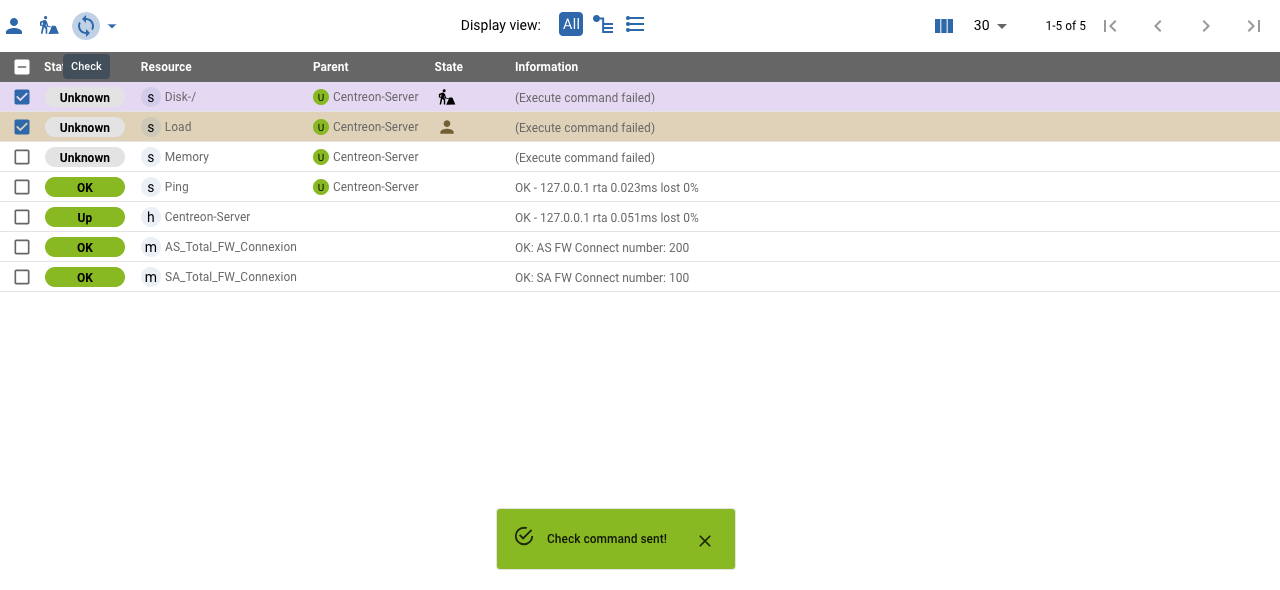 Display view: All 30 1-5 of 5
Check
Sta Resource Parent State Information
Unknown s Disk-/ U Centreon-Server (Execute command failed)
Unknown s Load U Centreon-Server (Execute command failed)
Unknown s Memory U Centreon-Server (Execute command failed)
OK s Ping U Centreon-Server OK - 127.0.0.1 rta 0.023ms lost 0%
Up h Centreon-Server OK - 127.0.0.1 rta 0.051ms lost 0%
OK m AS_Total_FW_Connexion OK: AS FW Connect number: 200
OK m SA_Total_FW_Connexion OK: SA FW Connect number: 100
Check command sent!